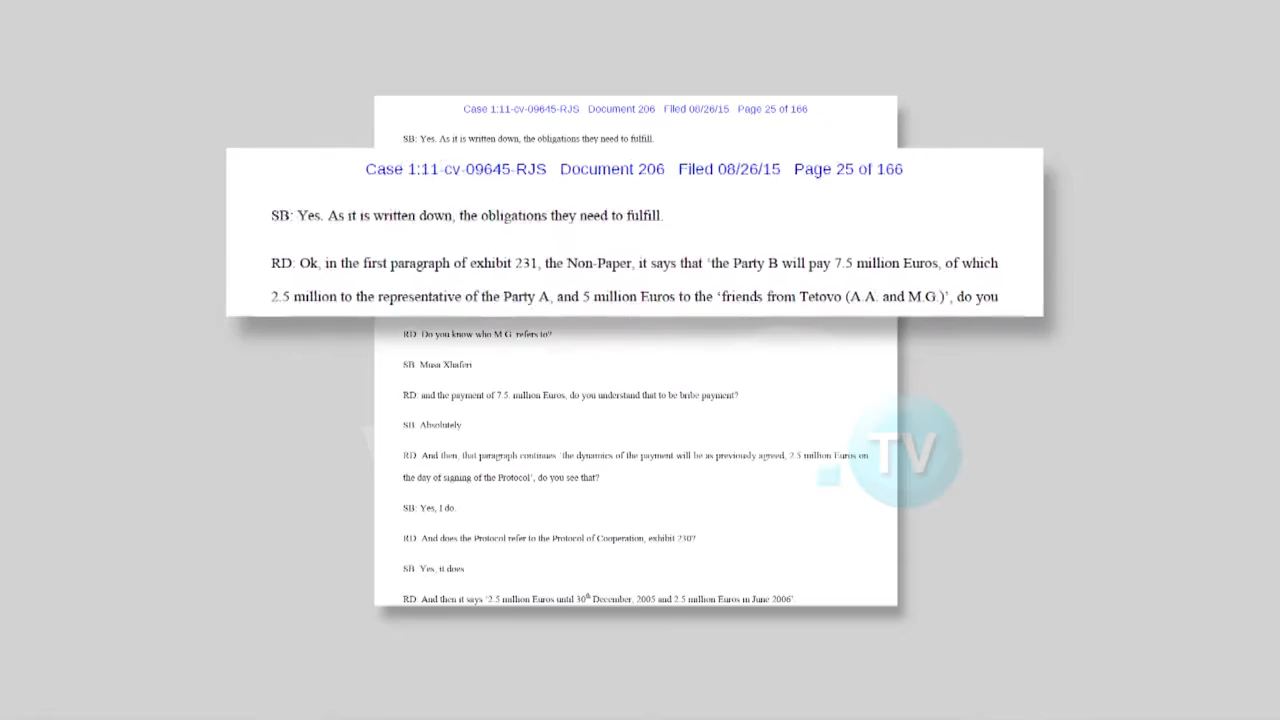 Case 1:11-cv-09645-RJS Document 206 Filed 08/26/15 Page 25 of 166
SB: Yes. As it is written down, the obligations they need to fulfill.
Case 1:11-cv-09645-RJS Document 206 Filed 08/26/15 Page 25 of 166
SB: Yes. As it is written down, the obligations they need to fulfill.
RD: Ok, in the first paragraph of exhibit 231, the Non-Paper, it says that ‘the Party B will pay 7.5 million Euros, of which
2.5 million to the representative of the Party A, and 5 million Euros to the ‘friends from Tetovo (A.A. and M.G.)’, do you
RD: Do you know who M.G. refers to?
SB: Musa Xhaferi
RD: and the payment of 7.5. million Euros, do you understand that to be bribe payment?
SB: Absolutely
RD: And then, that paragraph continues ‘the dynamics of the payment will be as previously agreed, 2.5 million Euros on
the day of signing of the Protocol’, do you see that?
SB: Yes, I do.
RD: And does the Protocol refer to the Protocol of Cooperation, exhibit 230?
SB: Yes, it does
RD: And then it says ‘2.5 million Euros until 30th December, 2005 and 2.5 million Euros in June 2006’.
TV